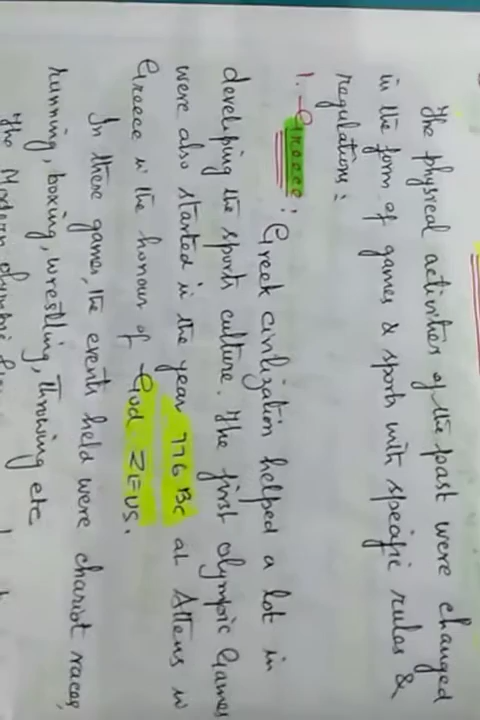 The physical activities of the past were changed
in the form of games & sports with specific rules &
regulations:
1. Greece: Greek civilization helped a lot in
developing the sports culture. The first olympic Games
were also started in the year 776 BC at Attens in
Greece in the honour of God ZEUS.
In these games, the events held were chariot races,
running, boxing, wrestling, throwing etc
The Modern olympic